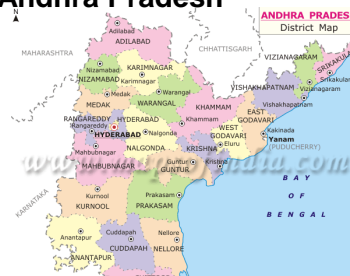 Andhra Pradesh
ANDHRA PRADES
District Map
MAHARASHTRA
CHHATTISGARH
Adilabad
ADILABAD
Nizamabad
NIZAMABAD
KARIMNAGAR
Karimnagar
Medak
MEDAK
Warangal
WARANGAL
KHAMMAM
Khammam
RANGAREDDY
Rangareddy
HYDERABAD
HYDERABAD
Nalgonda
NALGONDA
Mahbubnagar
MAHBUBNAGAR
VIZIANAGARAM
SRIKAKU
Srikakulam
Vizianagaram
VISHAKHAPATNAM
Vishakhapatnam
EAST
GODAVARI
WEST
GODAVARI
Kakinada
Yanam
(PUDUCHERRY)
Eluru
KRISHNA
Krishna
Guntur
GUNTUR
KARNATAKA
Kurnool
KURNOOL
Prakasam
PRAKASAM
Anantapur
ANANTAPUR
Cuddapah
CUDDAPAH
Nellore
NELLORE
BAY
OF
BENGAL